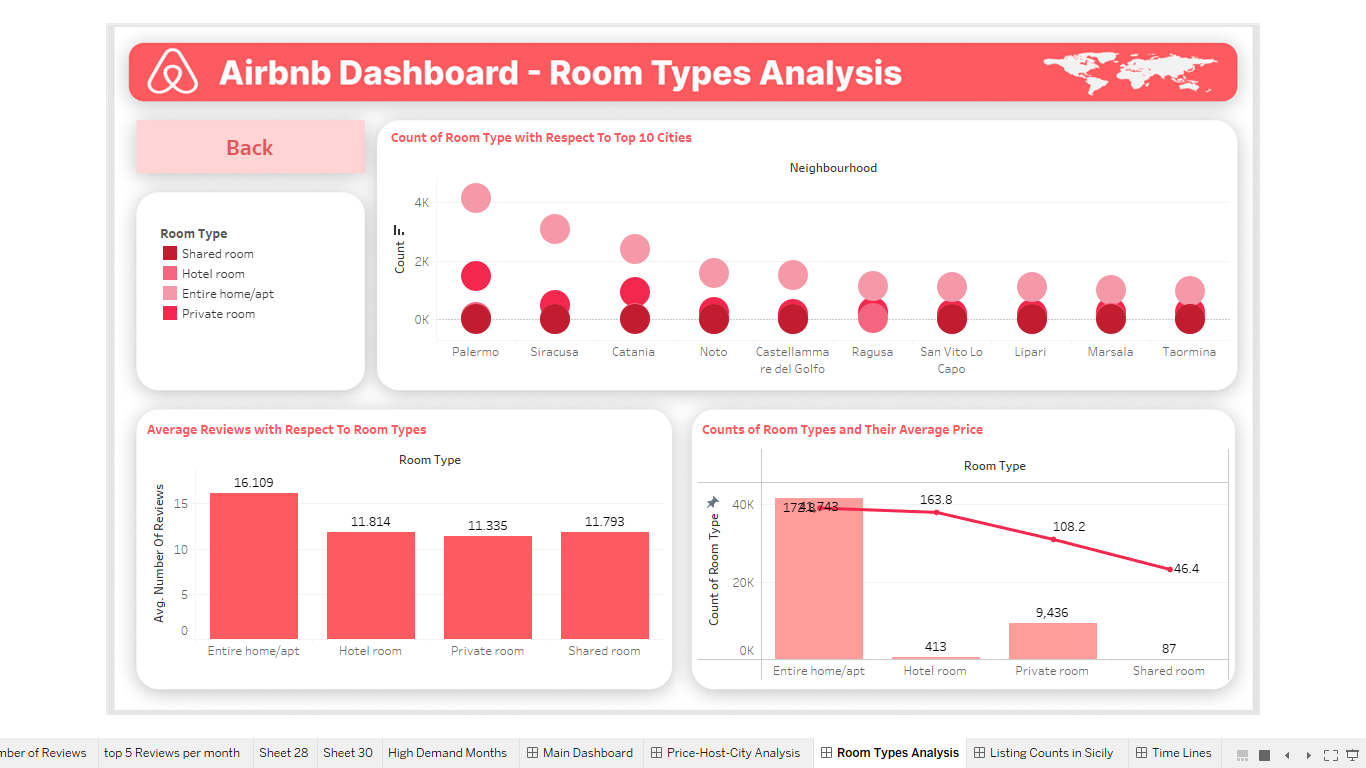 Airbnb Dashboard - Room Types Analysis
Back
Room Type
Shared room
Hotel room
Entire home/apt
Private room
Count of Room Type with Respect To Top 10 Cities
Neighbourhood
Count
4K
2K
0K
Palermo
Siracusa
Catania
Noto
Castellamma
re del Golfo
Ragusa
San Vito Lo
Capo
Lipari
Marsala
Taormina
Average Reviews with Respect To Room Types
Room Type
Avg. Number Of Reviews
15
10
5
0
16.109
11.814
11.335
11.793
Entire home/apt
Hotel room
Private room
Shared room
Counts of Room Types and Their Average Price
Room Type
Count of Room Type
40K
20K
0K
41,743
163.8
108.2
46.4
413
9,436
87
Entire home/apt
Hotel room
Private room
Shared room
mber of Reviews
top 5 Reviews per month
Sheet 28
Sheet 30
High Demand Months
Main Dashboard
Price-Host-City Analysis
Room Types Analysis
Listing Counts in Sicily
Time Lines